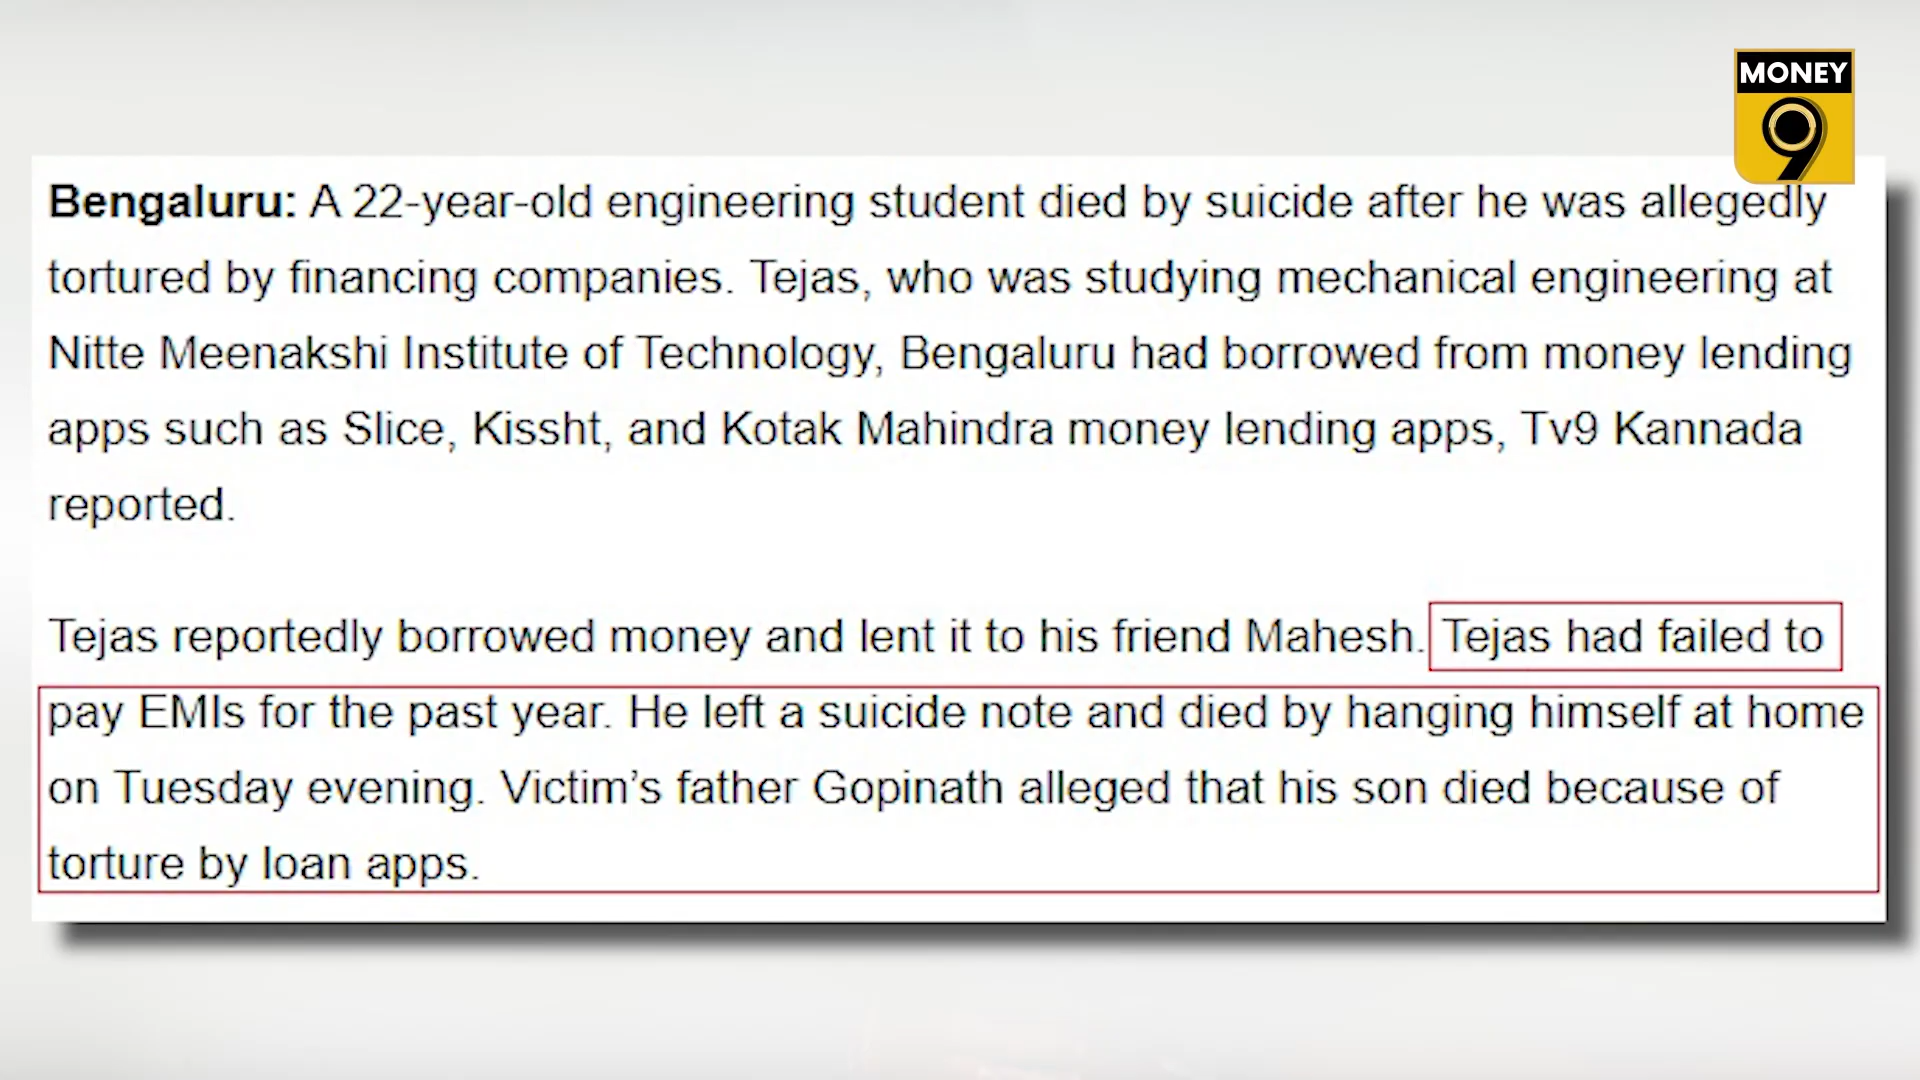 MONEY
9
Bengaluru: A 22-year-old engineering student died by suicide after he was allegedly
tortured by financing companies. Tejas, who was studying mechanical engineering at
Nitte Meenakshi Institute of Technology, Bengaluru had borrowed from money lending
apps such as Slice, Kissht, and Kotak Mahindra money lending apps, Tv9 Kannada
reported.
Tejas reportedly borrowed money and lent it to his friend Mahesh. Tejas had failed to
pay EMIs for the past year. He left a suicide note and died by hanging himself at home
on Tuesday evening. Victim’s father Gopinath alleged that his son died because of
torture by loan apps.